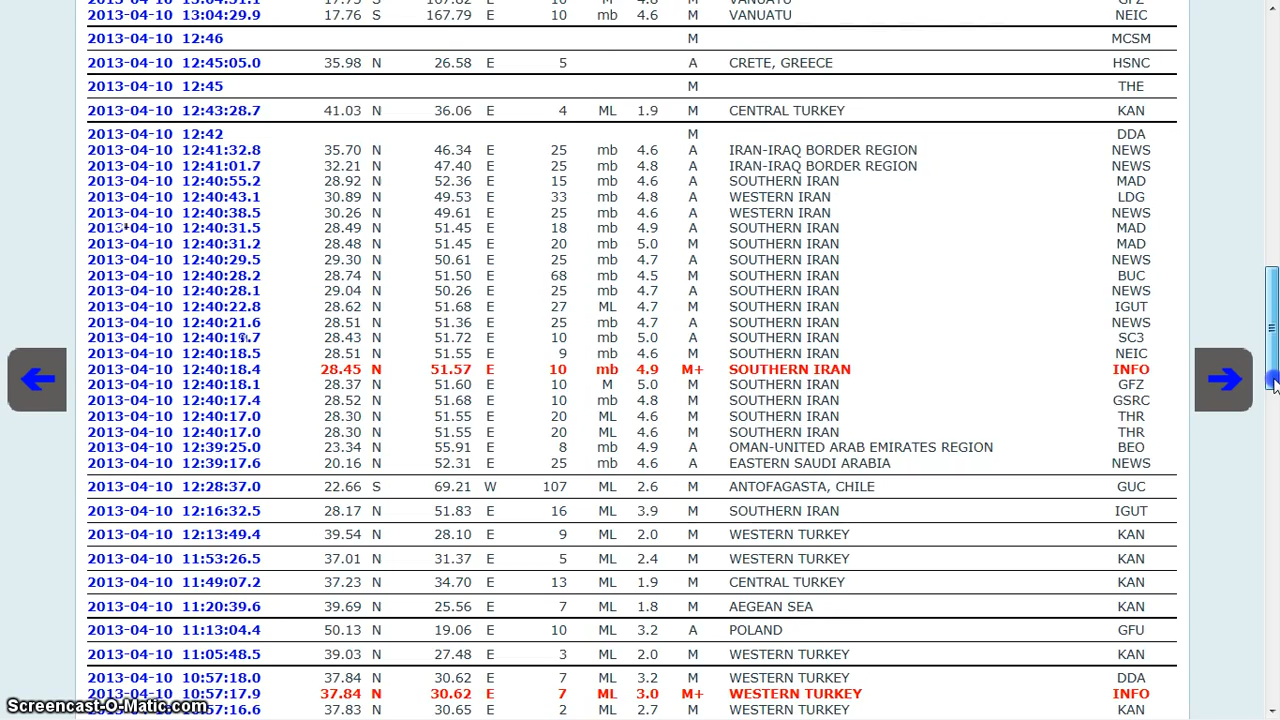 2013-04-10 13:04:29.9 17.76 S 167.79 E 10 mb 4.6 M VANUATU NEIC
2013-04-10 12:46 M MCSM
2013-04-10 12:45:05.0 35.98 N 26.58 E 5 A CRETE, GREECE HSNC
2013-04-10 12:45 M THE
2013-04-10 12:43:28.7 41.03 N 36.06 E 4 ML 1.9 M CENTRAL TURKEY KAN
2013-04-10 12:42 M DDA
2013-04-10 12:41:32.8 35.70 N 46.34 E 25 mb 4.6 A IRAN-IRAQ BORDER REGION NEWS
2013-04-10 12:41:01.7 32.21 N 47.40 E 25 mb 4.8 A IRAN-IRAQ BORDER REGION NEWS
2013-04-10 12:40:55.2 28.92 N 52.36 E 15 mb 4.6 A SOUTHERN IRAN MAD
2013-04-10 12:40:43.1 30.89 N 49.53 E 33 mb 4.8 A WESTERN IRAN LDG
2013-04-10 12:40:38.5 30.26 N 49.61 E 25 mb 4.6 A WESTERN IRAN NEWS
2013-04-10 12:40:31.5 28.49 N 51.45 E 18 mb 4.9 A SOUTHERN IRAN MAD
2013-04-10 12:40:31.2 28.48 N 51.45 E 20 mb 5.0 M SOUTHERN IRAN MAD
2013-04-10 12:40:29.5 29.30 N 50.61 E 25 mb 4.7 A SOUTHERN IRAN NEWS
2013-04-10 12:40:28.2 28.74 N 51.50 E 68 mb 4.5 M SOUTHERN IRAN BUC
2013-04-10 12:40:28.1 29.04 N 50.26 E 25 mb 4.7 A SOUTHERN IRAN NEWS
2013-04-10 12:40:22.8 28.62 N 51.68 E 27 ML 4.7 M SOUTHERN IRAN IGUT
2013-04-10 12:40:21.6 28.51 N 51.36 E 25 mb 4.7 A SOUTHERN IRAN NEWS
2013-04-10 12:40:19.7 28.43 N 51.72 E 10 mb 5.0 A SOUTHERN IRAN SC3
2013-04-10 12:40:18.5 28.51 N 51.55 E 9 mb 4.6 M SOUTHERN IRAN NEIC
2013-04-10 12:40:18.4 28.45 N 51.57 E 10 mb 4.9 M+ SOUTHERN IRAN INFO
2013-04-10 12:40:18.1 28.37 N 51.60 E 10 M 5.0 M SOUTHERN IRAN GFZ
2013-04-10 12:40:17.4 28.52 N 51.68 E 10 mb 4.8 M SOUTHERN IRAN GSRC
2013-04-10 12:40:17.0 28.30 N 51.55 E 20 ML 4.6 M SOUTHERN IRAN THR
2013-04-10 12:40:17.0 28.30 N 51.55 E 20 ML 4.6 M SOUTHERN IRAN THR
2013-04-10 12:39:25.0 23.34 N 55.91 E 8 mb 4.9 A OMAN-UNITED ARAB EMIRATES REGION BEO
2013-04-10 12:39:17.6 20.16 N 52.31 E 25 mb 4.6 A EASTERN SAUDI ARABIA NEWS
2013-04-10 12:28:37.0 22.66 S 69.21 W 107 ML 2.6 M ANTOFAGASTA, CHILE GUC
2013-04-10 12:16:32.5 28.17 N 51.83 E 16 ML 3.9 M SOUTHERN IRAN IGUT
2013-04-10 12:13:49.4 39.54 N 28.10 E 9 ML 2.0 M WESTERN TURKEY KAN
2013-04-10 11:53:26.5 37.01 N 31.37 E 5 ML 2.4 M WESTERN TURKEY KAN
2013-04-10 11:49:07.2 37.23 N 34.70 E 13 ML 1.9 M CENTRAL TURKEY KAN
2013-04-10 11:20:39.6 39.69 N 25.56 E 7 ML 1.8 M AEGEAN SEA KAN
2013-04-10 11:13:04.4 50.13 N 19.06 E 10 ML 3.2 A POLAND GFU
2013-04-10 11:05:48.5 39.03 N 27.48 E 3 ML 2.0 M WESTERN TURKEY KAN
2013-04-10 10:57:18.0 37.84 N 30.62 E 7 ML 3.2 M WESTERN TURKEY DDA
2013-04-10 10:57:17.9 37.84 N 30.62 E 7 ML 3.0 M+ WESTERN TURKEY INFO
57:16.6 37.83 N 30.65 E 2 ML 2.7 M WESTERN TURKEY KAN
Screencast-O-Matic.com